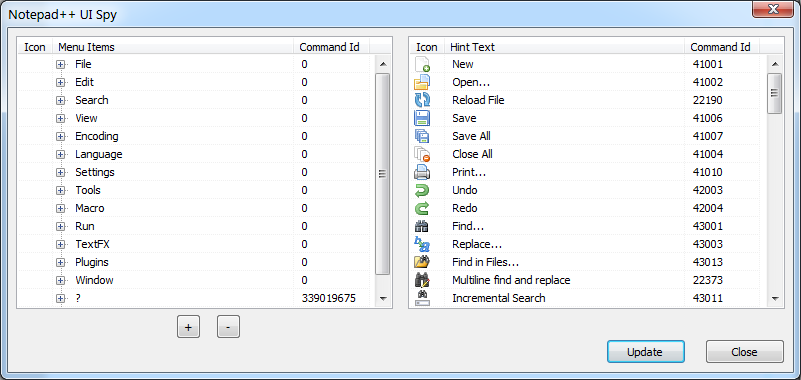 Notepad++ UI Spy
Icon Menu Items Command Id
File 0
Edit 0
Search 0
View 0
Encoding 0
Language 0
Settings 0
Tools 0
Macro 0
Run 0
TextFX 0
Plugins 0
Window 0
? 339019675
+ -
Icon Hint Text Command Id
New 41001
Open... 41002
Reload File 22190
Save 41006
Save All 41007
Close All 41004
Print... 41010
Undo 42003
Redo 42004
Find... 43001
Replace... 43003
Find in Files... 43013
Multiline find and replace 22373
Incremental Search 43011
Update Close